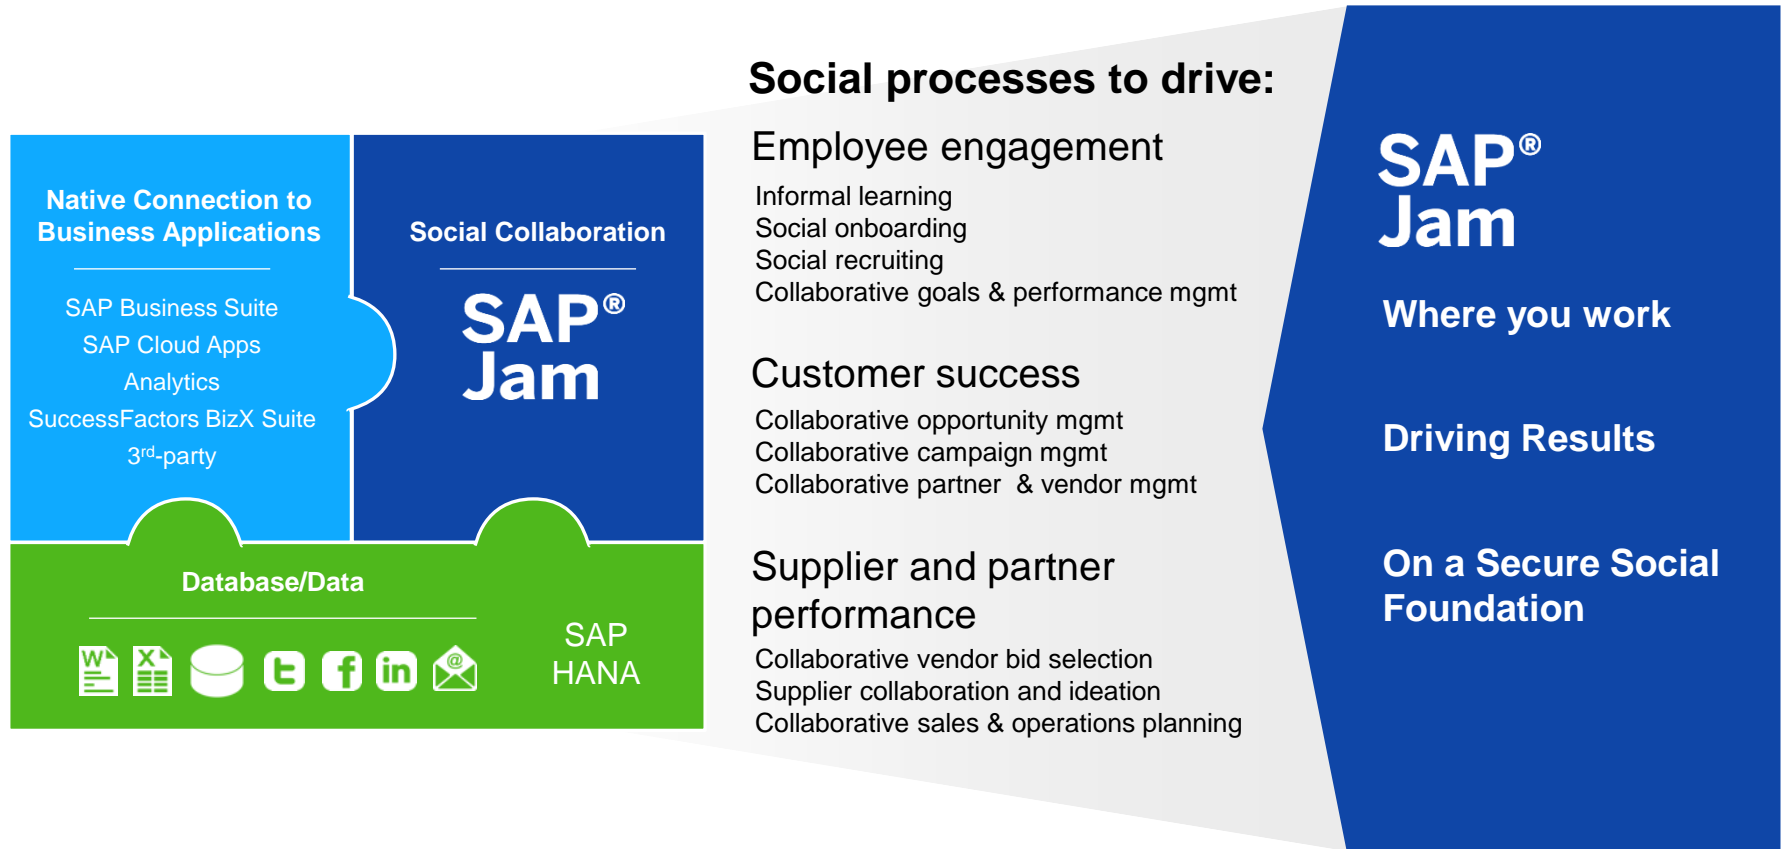 Native Connection to
Business Applications
SAP Business Suite
SAP Cloud Apps
Analytics
SuccessFactors BizX Suite
3rd-party
Social Collaboration
SAP®
Jam
Database/Data
W
X
t
f
in
@
SAP
HANA
Social processes to drive:
Employee engagement
Informal learning
Social onboarding
Social recruiting
Collaborative goals & performance mgmt
Customer success
Collaborative opportunity mgmt
Collaborative campaign mgmt
Collaborative partner & vendor mgmt
Supplier and partner
performance
Collaborative vendor bid selection
Supplier collaboration and ideation
Collaborative sales & operations planning
SAP®
Jam
Where you work
Driving Results
On a Secure Social
Foundation